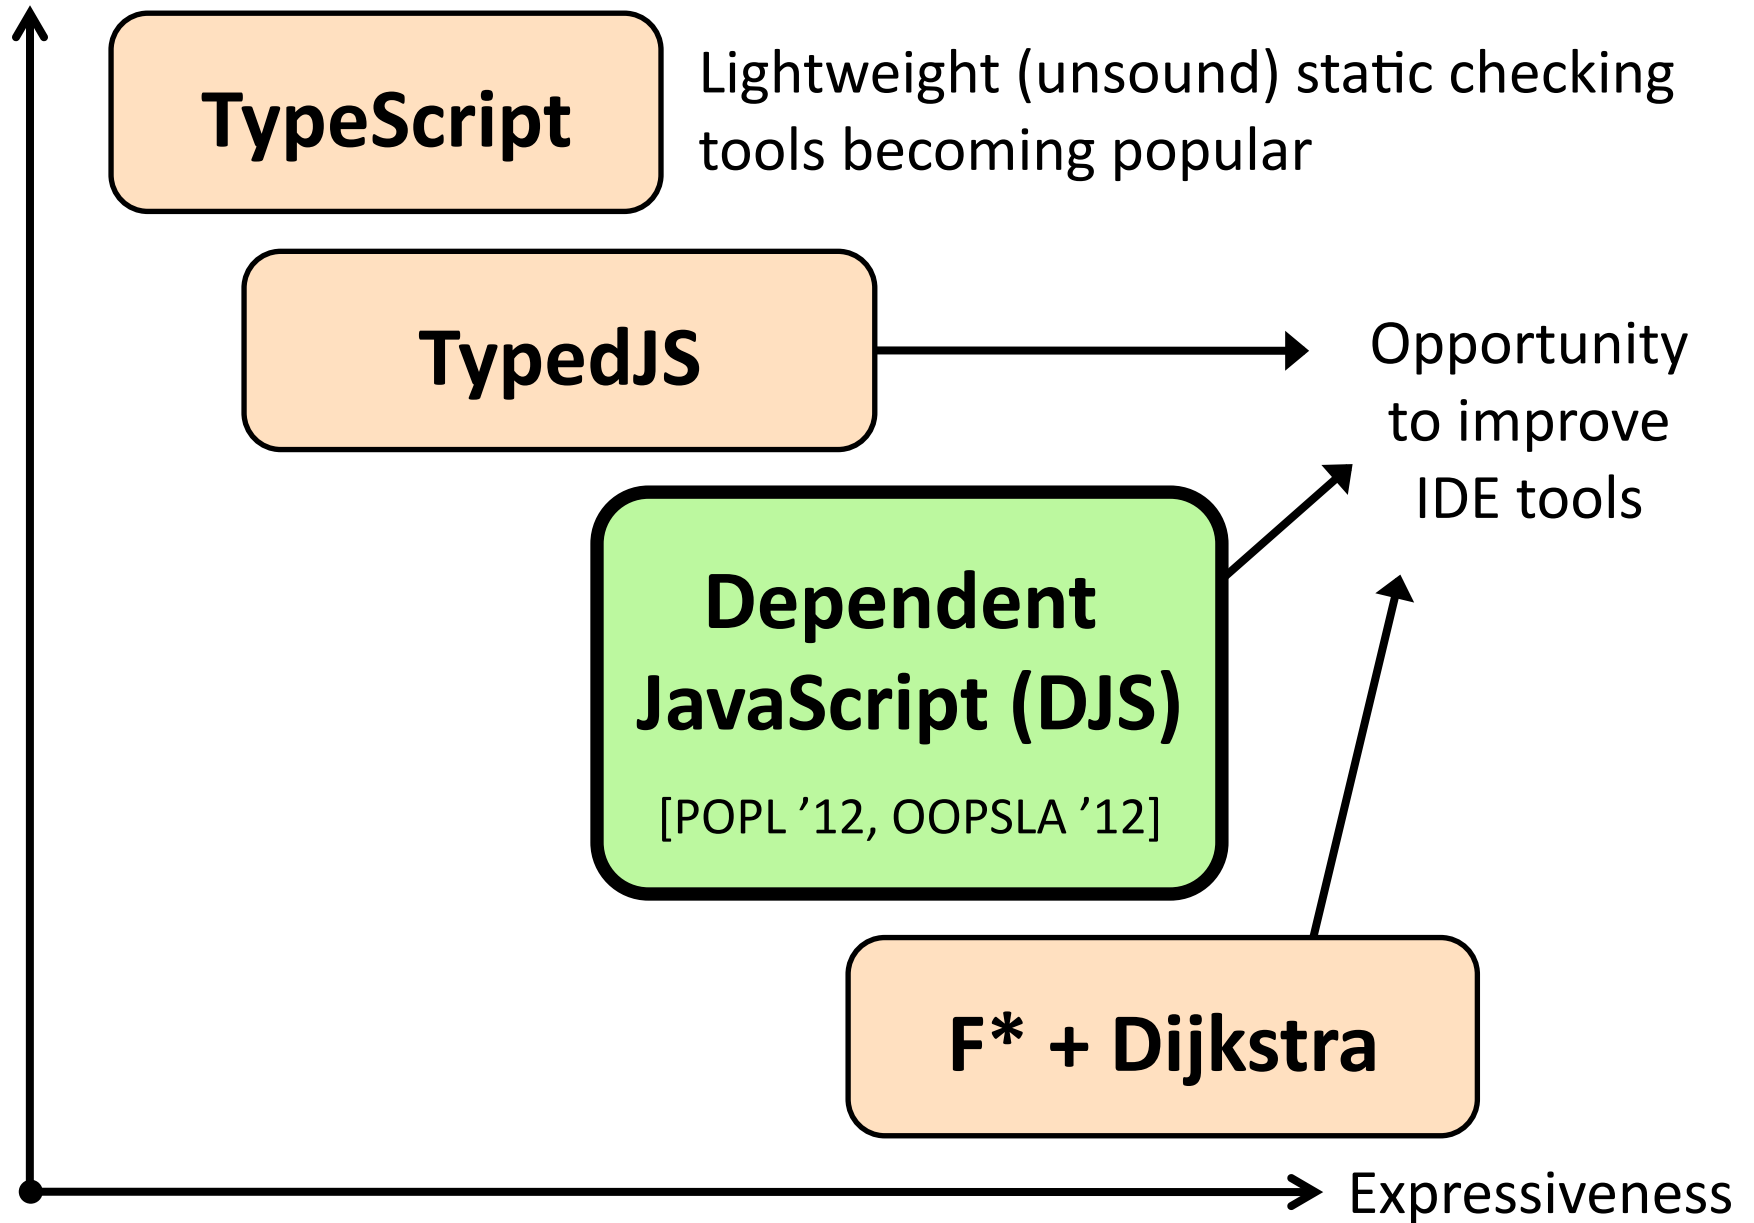 TypeScript
Lightweight (unsound) static checking
tools becoming popular
TypedJS
Opportunity
to improve
IDE tools
Dependent
JavaScript (DJS)
[POPL ’12, OOPSLA ’12]
F* + Dijkstra
Expressiveness